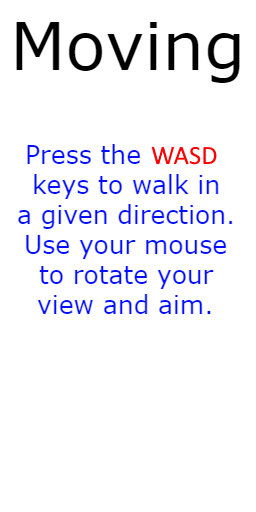 Moving
Press the WASD
keys to walk in
a given direction.
Use your mouse
to rotate your
view and aim.